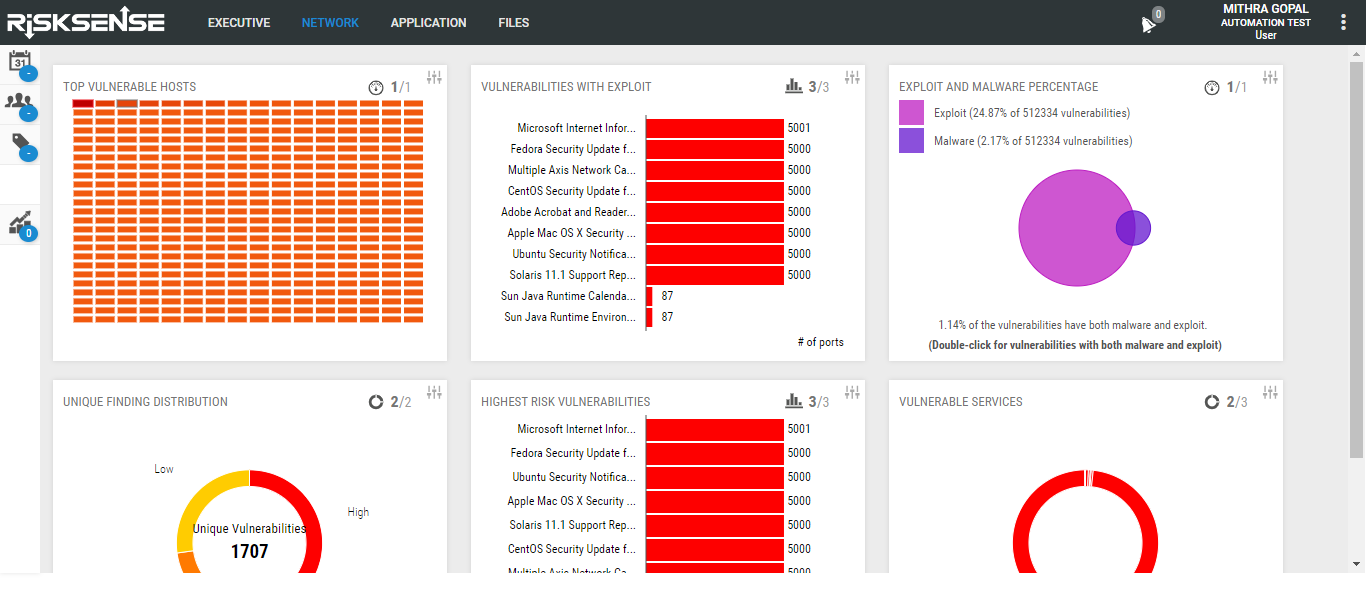 RiSKSENSE
EXECUTIVE
NETWORK
APPLICATION
FILES
0
MITHRA GOPAL
AUTOMATION TEST
User
31
-
-
-
0
TOP VULNERABLE HOSTS
1/1
VULNERABILITIES WITH EXPLOIT
3/3
Microsoft Internet Infor... 5001
Fedora Security Update f... 5000
Multiple Axis Network Ca... 5000
CentOS Security Update f... 5000
Adobe Acrobat and Reader... 5000
Apple Mac OS X Security ... 5000
Ubuntu Security Notifica... 5000
Solaris 11.1 Support Rep... 5000
Sun Java Runtime Calenda... 87
Sun Java Runtime Environ... 87
# of ports
EXPLOIT AND MALWARE PERCENTAGE
1/1
Exploit (24.87% of 512334 vulnerabilities)
Malware (2.17% of 512334 vulnerabilities)
1.14% of the vulnerabilities have both malware and exploit.
(Double-click for vulnerabilities with both malware and exploit)
UNIQUE FINDING DISTRIBUTION
2/2
Low
High
Unique Vulnerabilities
1707
HIGHEST RISK VULNERABILITIES
3/3
Microsoft Internet Infor... 5001
Fedora Security Update f... 5000
Ubuntu Security Notifica... 5000
Apple Mac OS X Security ... 5000
Solaris 11.1 Support Rep... 5000
CentOS Security Update f... 5000
Multiple Axis Network Ca... 5000
VULNERABLE SERVICES
2/3